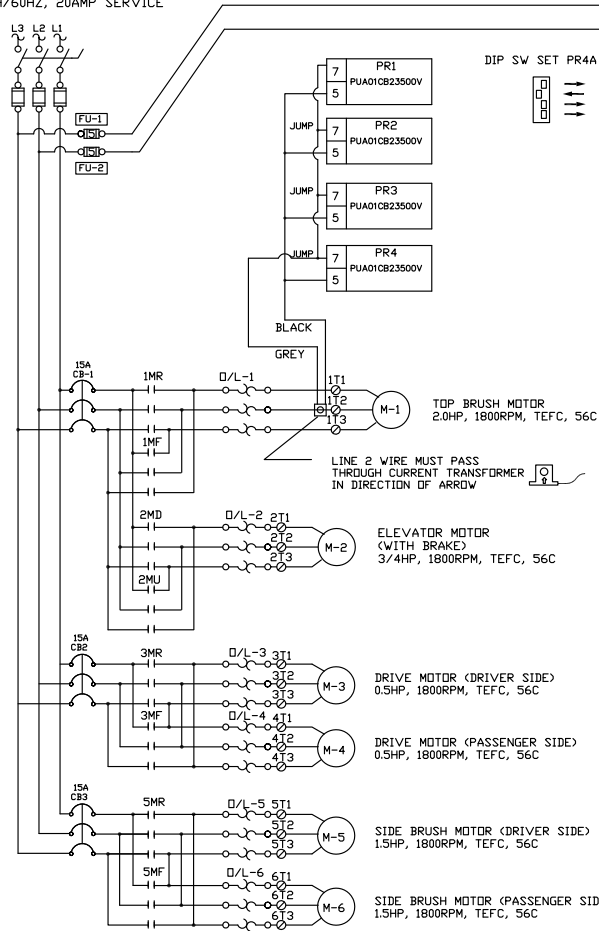 H/60HZ, 20AMP SERVICE
L3 L2 L1
FU-1
FU-2
DIP SW SET PR4A
7 PR1
PUA01CB23500V
5
JUMP
7 PR2
PUA01CB23500V
5
JUMP
7 PR3
PUA01CB23500V
5
JUMP
7 PR4
PUA01CB23500V
5
BLACK
GREY
15A
CB-1
1MR
O/L-1
1T1
1T2
1T3
M-1
TOP BRUSH MOTOR
2.0HP, 1800RPM, TEFC, 56C
1MF
LINE 2 WIRE MUST PASS
THROUGH CURRENT TRANSFORMER
IN DIRECTION OF ARROW
2MD
O/L-2
2T1
2T2
2T3
M-2
ELEVATOR MOTOR
(WITH BRAKE)
3/4HP, 1800RPM, TEFC, 56C
2MU
15A
CB2
3MR
O/L-3
3T1
3T2
3T3
M-3
DRIVE MOTOR (DRIVER SIDE)
0.5HP, 1800RPM, TEFC, 56C
3MF
O/L-4
4T1
4T2
4T3
M-4
DRIVE MOTOR (PASSENGER SIDE)
0.5HP, 1800RPM, TEFC, 56C
15A
CB3
5MR
O/L-5
5T1
5T2
5T3
M-5
SIDE BRUSH MOTOR (DRIVER SIDE)
1.5HP, 1800RPM, TEFC, 56C
5MF
O/L-6
6T1
6T2
6T3
M-6
SIDE BRUSH MOTOR (PASSENGER SID
1.5HP, 1800RPM, TEFC, 56C